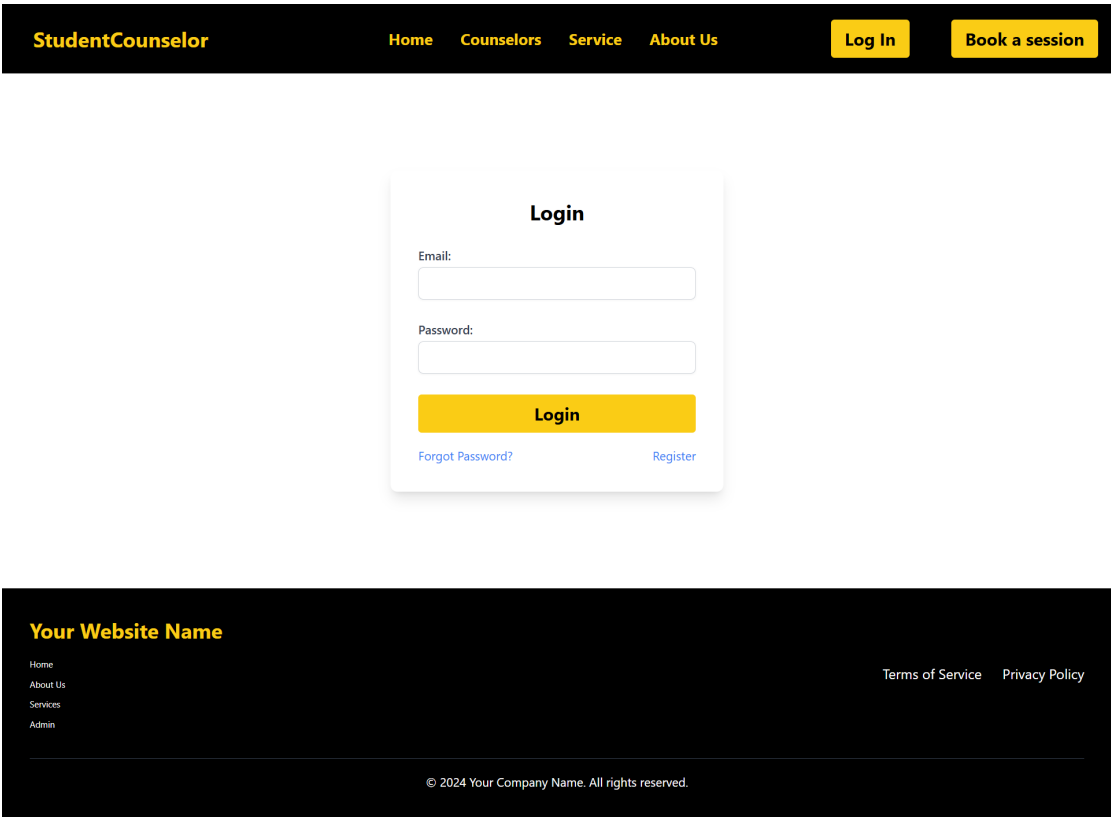 StudentCounselor Home Counselors Service About Us Log In Book a session
Login
Email:
Password:
Login
Forgot Password? Register
Your Website Name
Home
About Us
Services
Admin
Terms of Service Privacy Policy
© 2024 Your Company Name. All rights reserved.